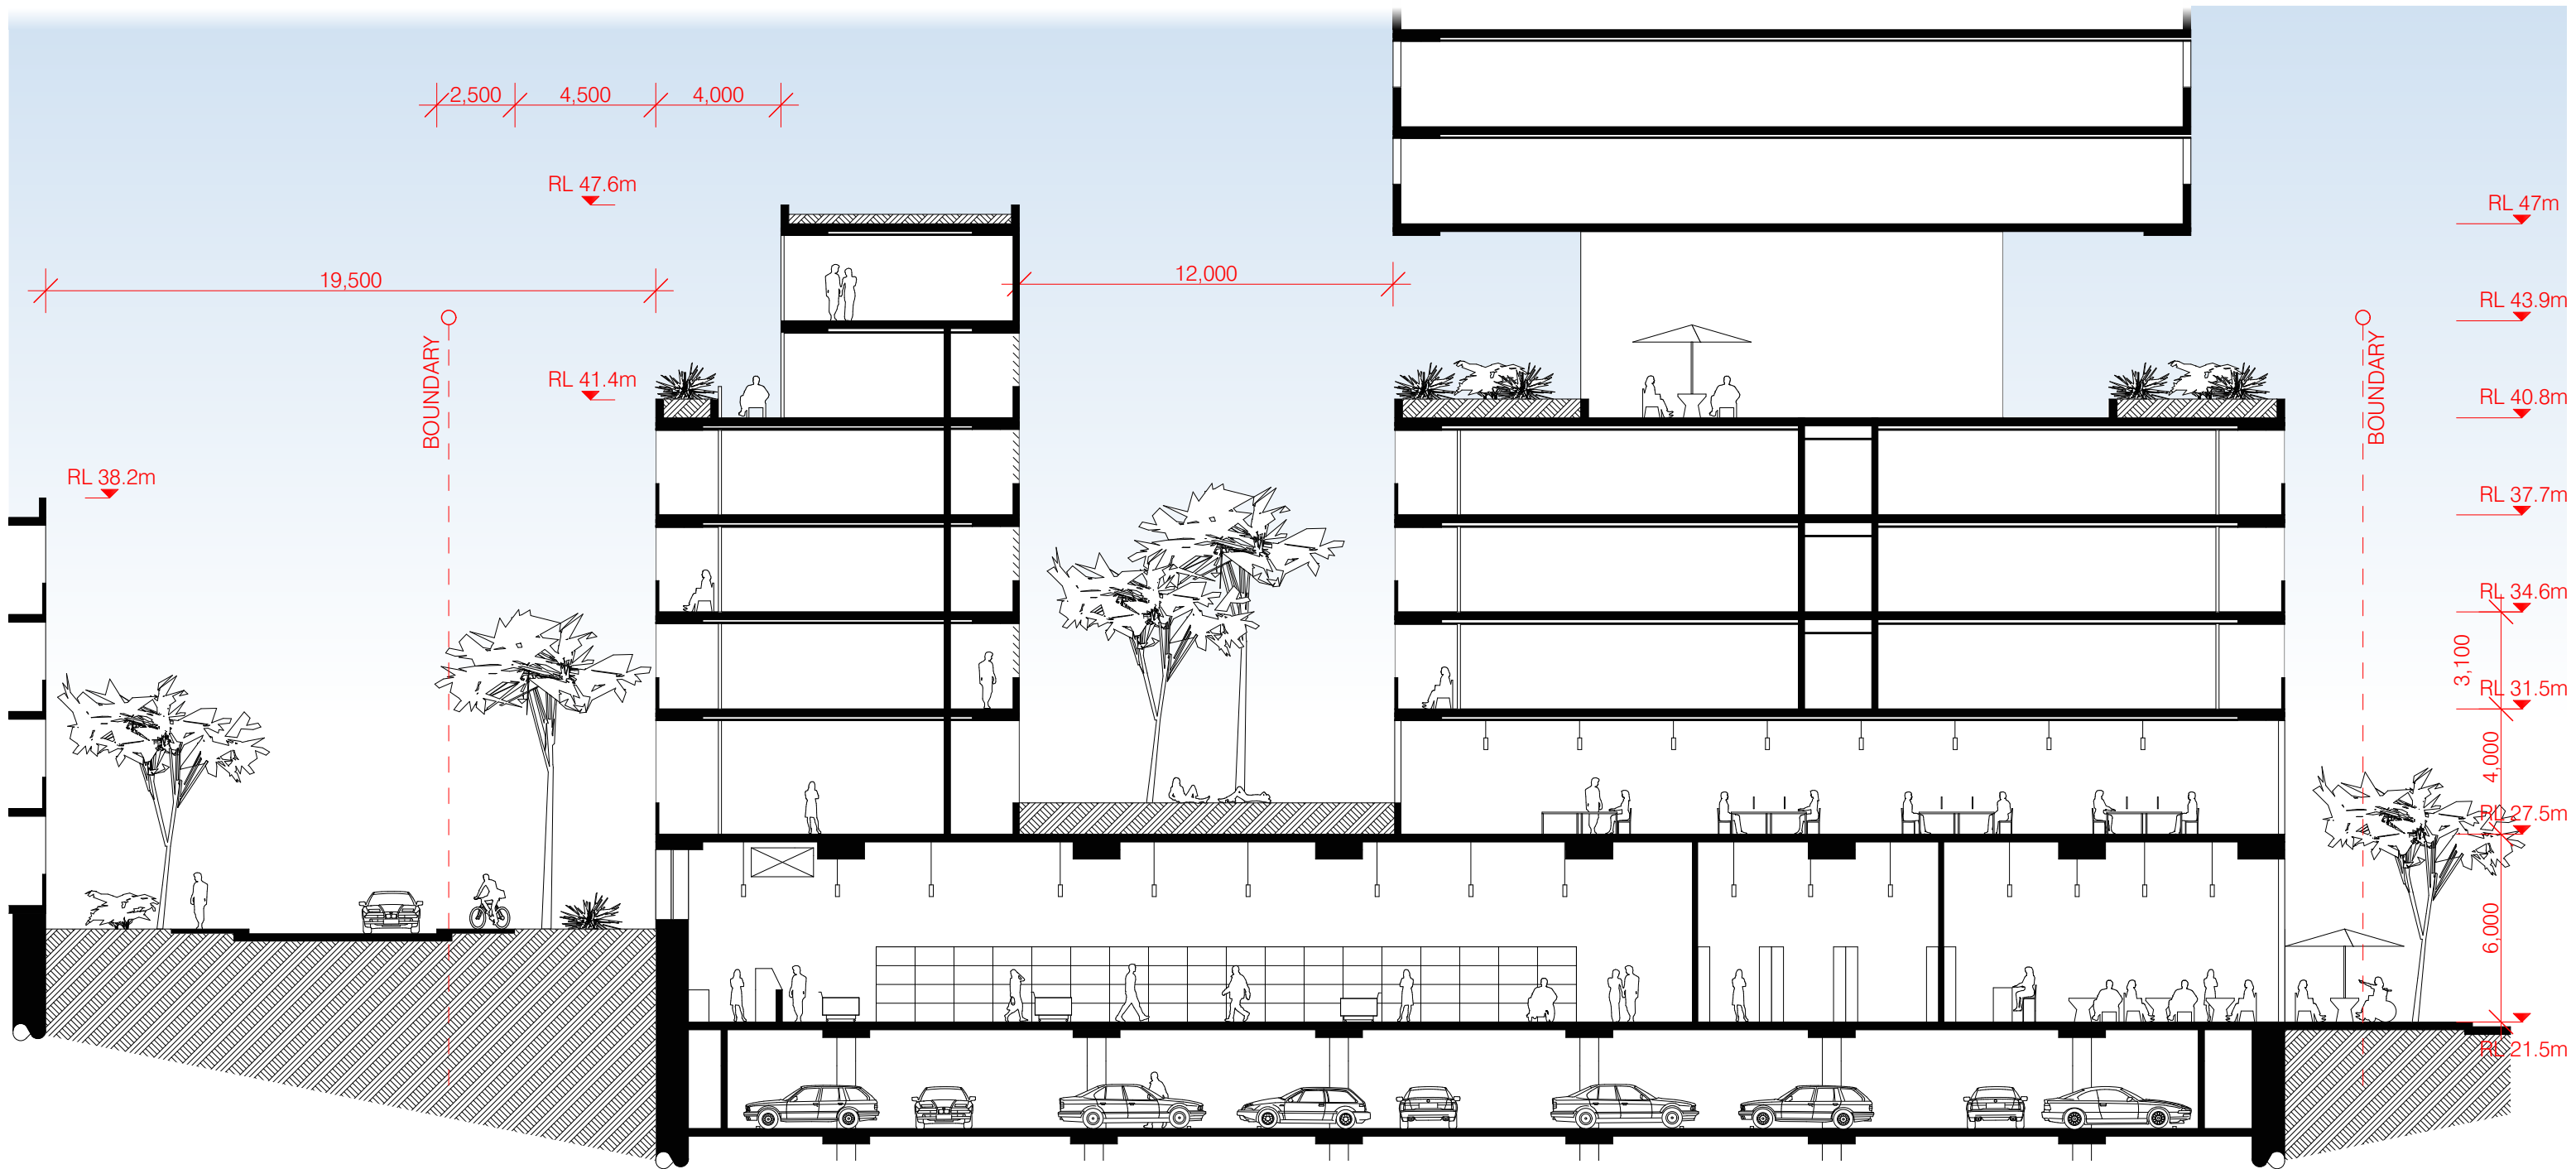 2,500
4,500
4,000
RL 47.6m
RL 47m
19,500
12,000
RL 43.9m
BOUNDARY
BOUNDARY
RL 41.4m
RL 40.8m
RL 38.2m
RL 37.7m
RL 34.6m
3,100
RL 31.5m
4,000
RL 27.5m
6,000
RL 21.5m